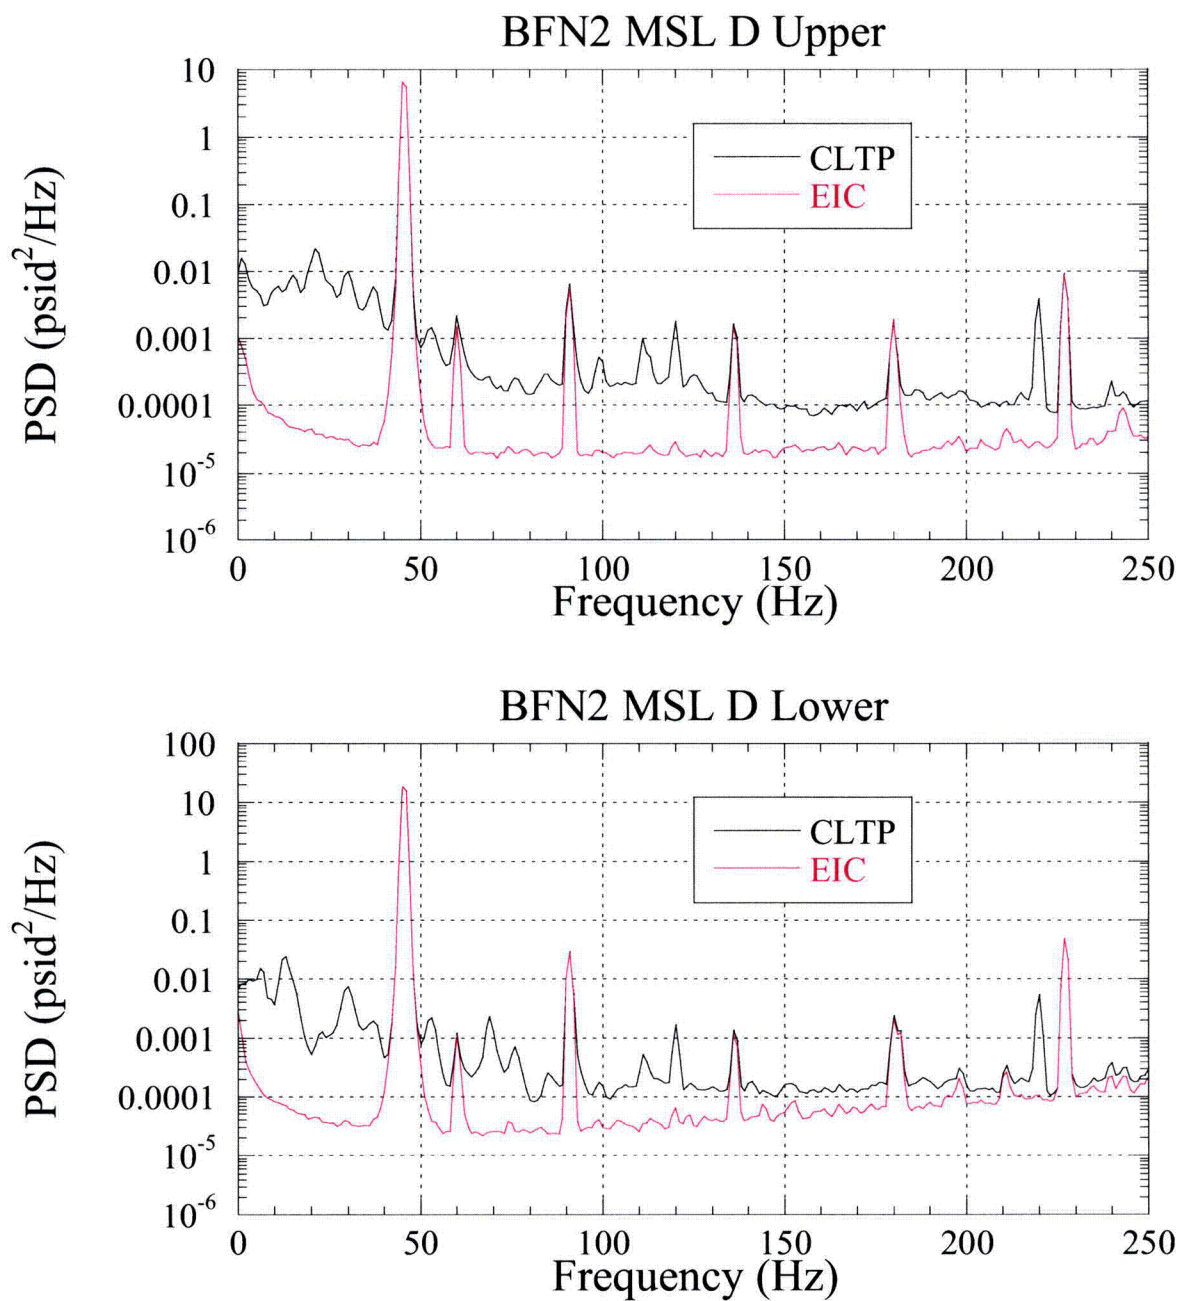 BFN2 MSL D Upper
PSD (psid²/Hz)
10
1
0.1
0.01
0.001
0.0001
10⁻⁵
10⁻⁶
CLTP
EIC
0 50 100 150 200 250
Frequency (Hz)
BFN2 MSL D Lower
PSD (psid²/Hz)
100
10
1
0.1
0.01
0.001
0.0001
10⁻⁵
10⁻⁶
CLTP
EIC
0 50 100 150 200 250
Frequency (Hz)